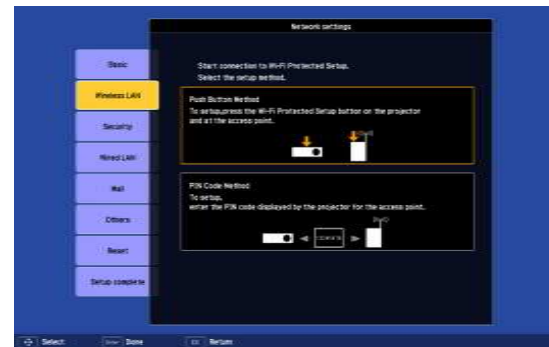 Network settings
Basic
Wireless LAN
Security
Wired LAN
Mail
Others
Reset
Setup complete
Start connection to Wi-Fi Protected Setup.
Select the setup method.
Push Button Method
To setup,press the Wi-Fi Protected Setup button on the projector
and at the access point.
PIN Code Method
To setup,
enter the PIN code displayed by the projector for the access point.
Select
Done
Esc Return